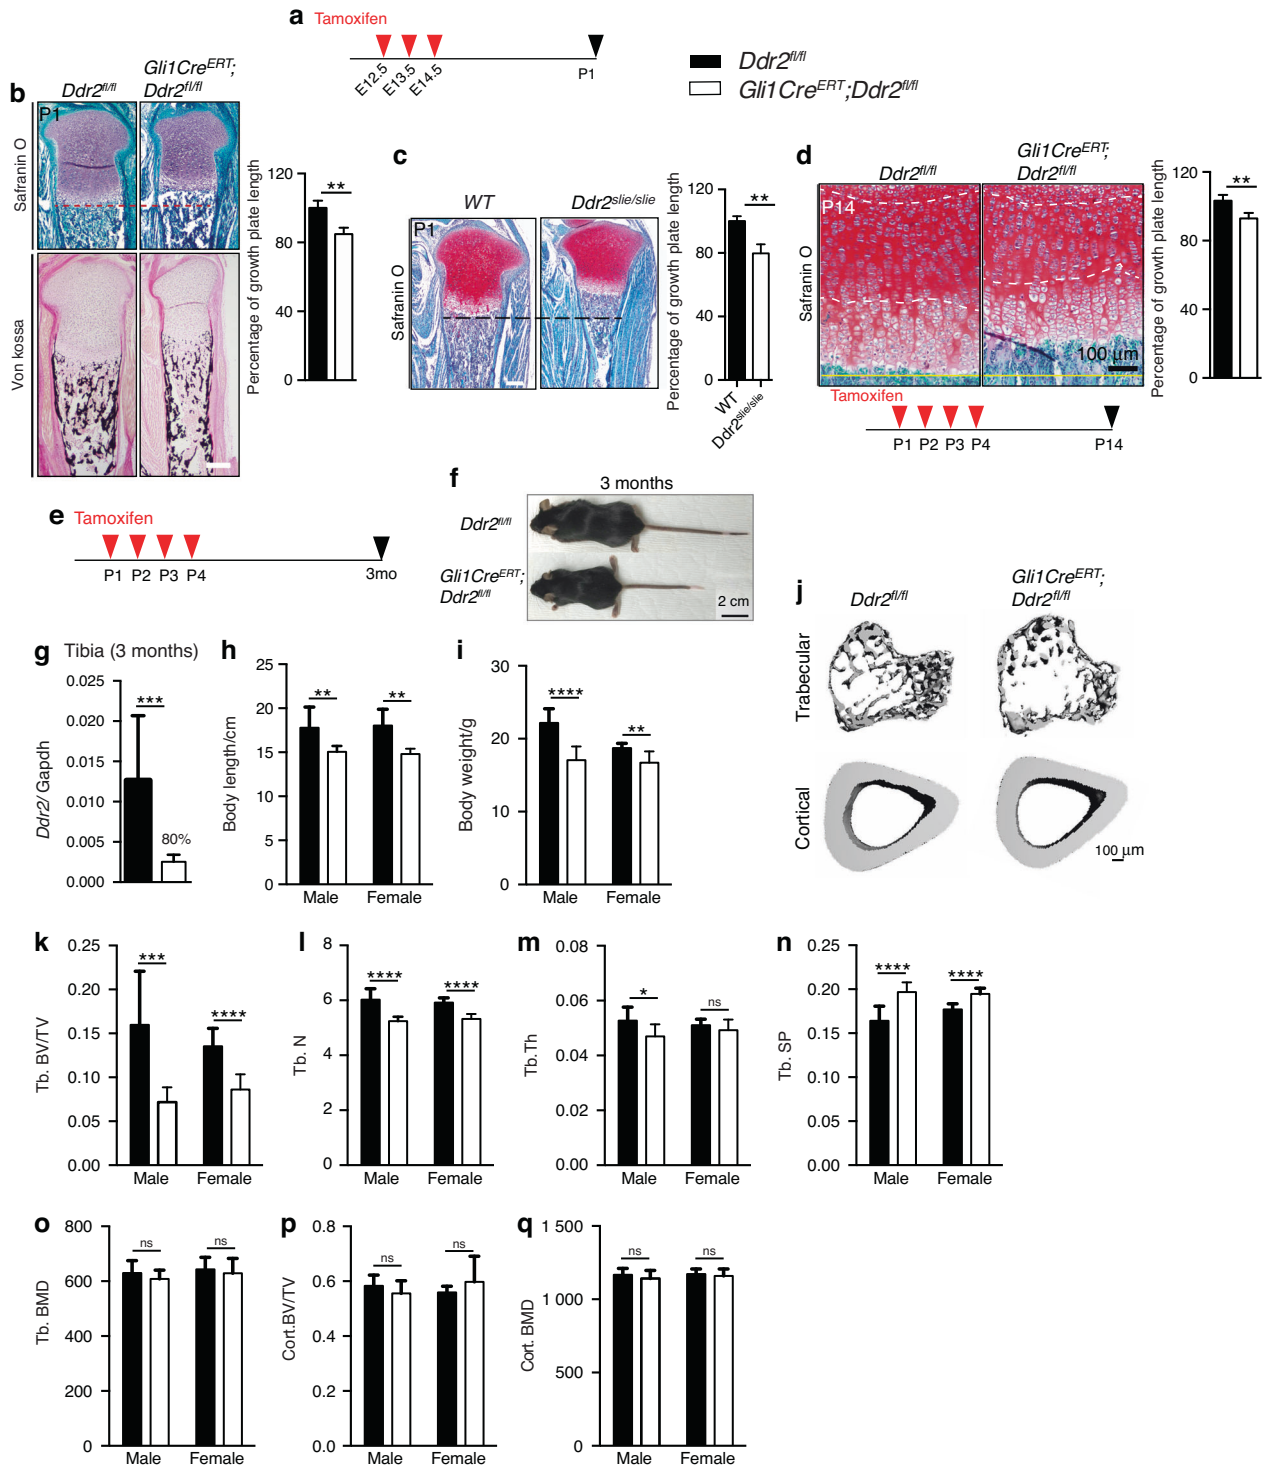 a Tamoxifen
E12.5 E13.5 E14.5 P1
Ddr2fl/fl
Gli1CreERT;Ddr2fl/fl
b
Ddr2fl/fl
Gli1CreERT;
Ddr2fl/fl
P1
Safranin O
Von kossa
Percentage of growth plate length
120
80
40
0
**
c
WT
Ddr2slie/slie
P1
Safranin O
Percentage of growth plate length
120
80
40
0
**
WT
Ddr2slie/slie
d
Ddr2fl/fl
Gli1CreERT;
Ddr2fl/fl
P14
Safranin O
100 μm
Tamoxifen
P1 P2 P3 P4 P14
Percentage of growth plate length
120
80
40
0
**
e Tamoxifen
P1 P2 P3 P4 3mo
f
3 months
Ddr2fl/fl
Gli1CreERT;
Ddr2fl/fl
2 cm
g Tibia (3 months)
Ddr2/ Gapdh
0.025
0.020
0.015
0.010
0.005
0.000
***
80%
h
Body length/cm
25
20
15
10
5
0
** **
Male Female
i
Body weight/g
30
20
10
0
**** **
Male Female
j
Ddr2fl/fl
Gli1CreERT;
Ddr2fl/fl
Trabecular
Cortical
100 μm
k
Tb. BV/TV
0.25
0.20
0.15
0.10
0.05
0.00
*** ****
Male Female
l
Tb. N
8
6
4
2
0
**** ****
Male Female
m
Tb.Th
0.08
0.06
0.04
0.02
0.00
* ns
Male Female
n
Tb. SP
0.25
0.20
0.15
0.10
0.05
0.00
**** ****
Male Female
o
Tb. BMD
800
600
400
200
0
ns ns
Male Female
p
Cort.BV/TV
0.8
0.6
0.4
0.2
0.0
ns ns
Male Female
q
Cort. BMD
1 500
1 000
500
0
ns ns
Male Female